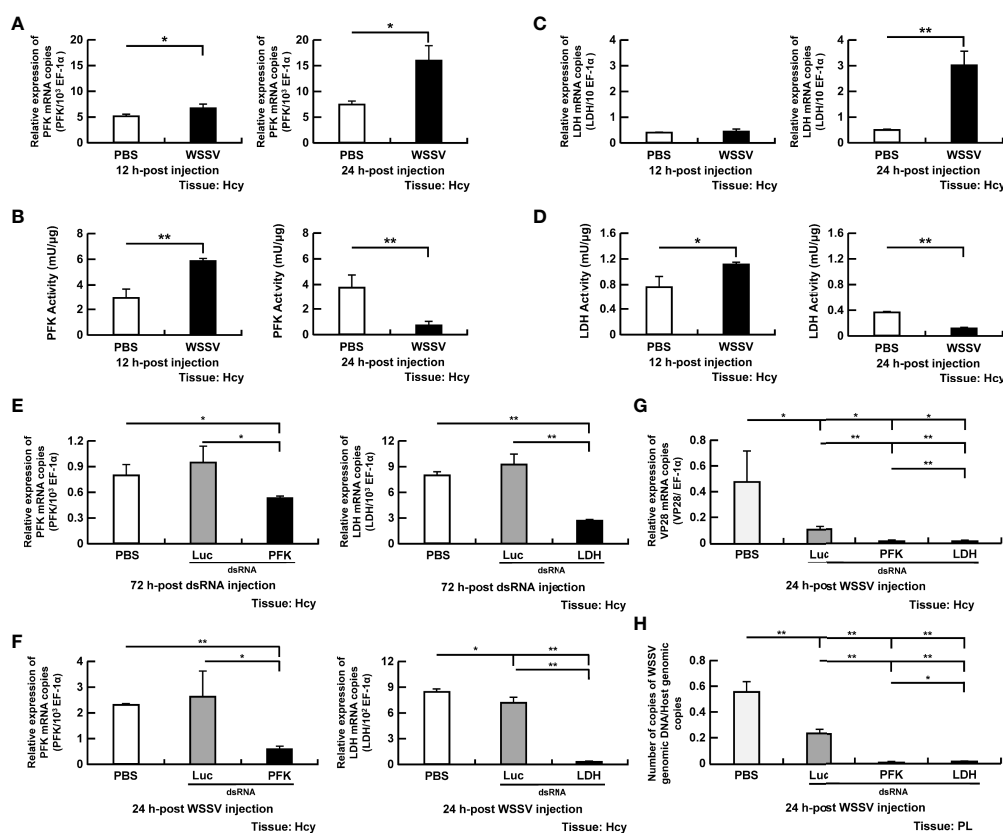 A
Relative expression of
PFK mRNA copies
(PFK/10³ EF-1α)
20
15
10
5
0
*
PBS
WSSV
12 h-post injection
Tissue: Hcy
Relative expression of
PFK mRNA copies
(PFK/10³ EF-1α)
20
15
10
5
0
*
PBS
WSSV
24 h-post injection
Tissue: Hcy
C
Relative expression of
LDH mRNA copies
(LDH/10 EF-1α)
4
3
2
1
0
PBS
WSSV
12 h-post injection
Tissue: Hcy
Relative expression of
LDH mRNA copies
(LDH/10 EF-1α)
4
3
2
1
0
**
PBS
WSSV
24 h-post injection
Tissue: Hcy
B
PFK Activity (mU/μg)
8
6
4
2
0
**
PBS
WSSV
12 h-post injection
Tissue: Hcy
PFK Activity (mU/μg)
8
6
4
2
0
**
PBS
WSSV
24 h-post injection
Tissue: Hcy
D
LDH Activity (mU/μg)
1.6
1.2
0.8
0.4
0
*
PBS
WSSV
12 h-post injection
Tissue: Hcy
LDH Activity (mU/μg)
1.6
1.2
0.8
0.4
0
**
PBS
WSSV
24 h-post injection
Tissue: Hcy
E
Relative expression of
PFK mRNA copies
(PFK/10³ EF-1α)
1.2
0.9
0.6
0.3
0
*
*
PBS
Luc
PFK
dsRNA
72 h-post dsRNA injection
Tissue: Hcy
Relative expression of
LDH mRNA copies
(LDH/10³ EF-1α)
12
9
6
3
0
**
**
PBS
Luc
LDH
dsRNA
72 h-post dsRNA injection
Tissue: Hcy
G
Relative expression of
VP28 mRNA copies
(VP28/ EF-1α)
0.8
0.6
0.4
0.2
0
*
*
*
**
**
**
PBS
Luc
PFK
LDH
dsRNA
24 h-post WSSV injection
Tissue: Hcy
F
Relative expression of
PFK mRNA copies
(PFK/10³ EF-1α)
4
3
2
1
0
**
*
PBS
Luc
PFK
dsRNA
24 h-post WSSV injection
Tissue: Hcy
Relative expression of
LDH mRNA copies
(LDH/10² EF-1α)
12
9
6
3
0
*
**
**
PBS
Luc
LDH
dsRNA
24 h-post WSSV injection
Tissue: Hcy
H
Number of copies of WSSV
genomic DNA/Host genomic
copies
0.8
0.6
0.4
0.2
0
**
**
**
**
**
*
PBS
Luc
PFK
LDH
dsRNA
24 h-post WSSV injection
Tissue: PL